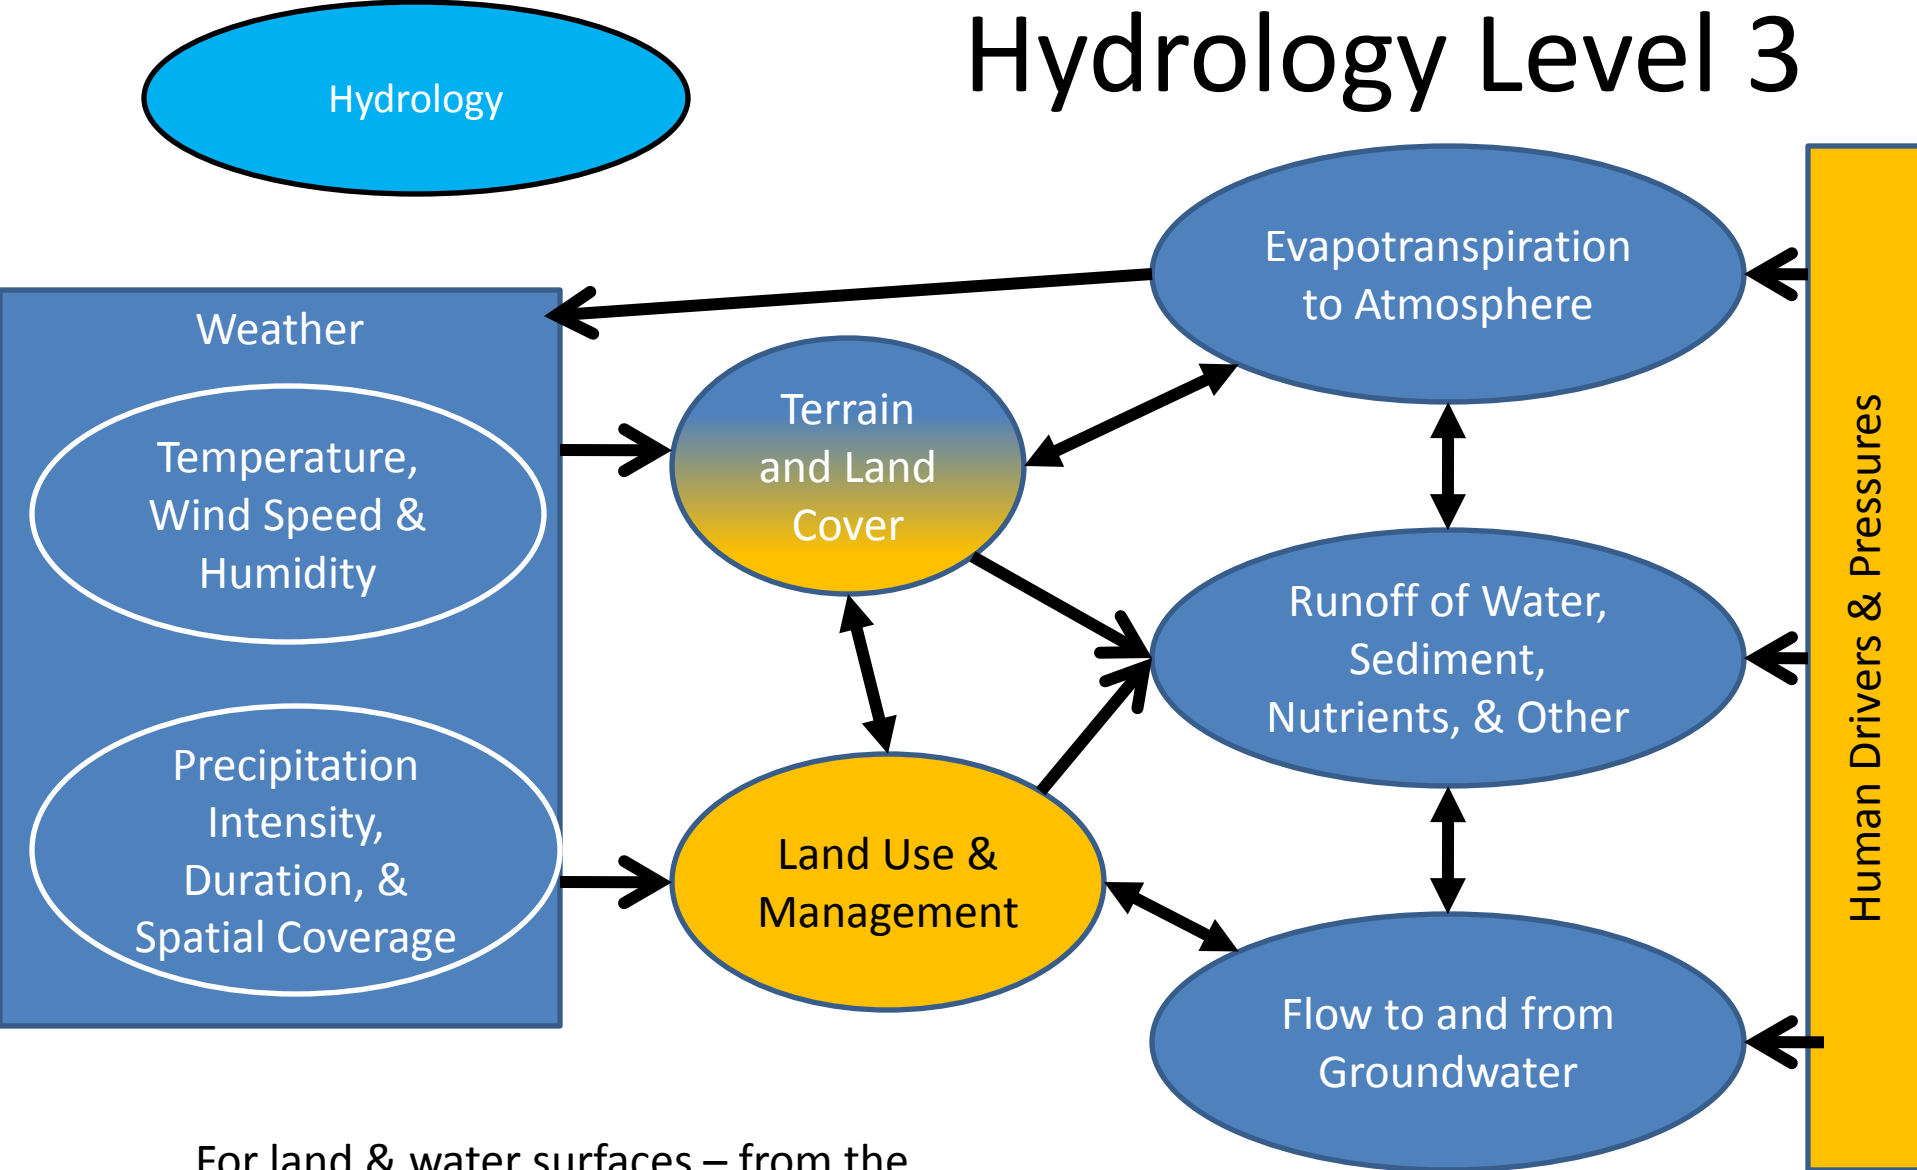 Hydrology Level 3
Hydrology
Weather
Temperature,
Wind Speed &
Humidity
Precipitation
Intensity,
Duration, &
Spatial Coverage
Terrain
and Land
Cover
Land Use &
Management
Evapotranspiration
to Atmosphere
Runoff of Water,
Sediment,
Nutrients, & Other
Flow to and from
Groundwater
Human Drivers & Pressures
For land & water surfaces – from the